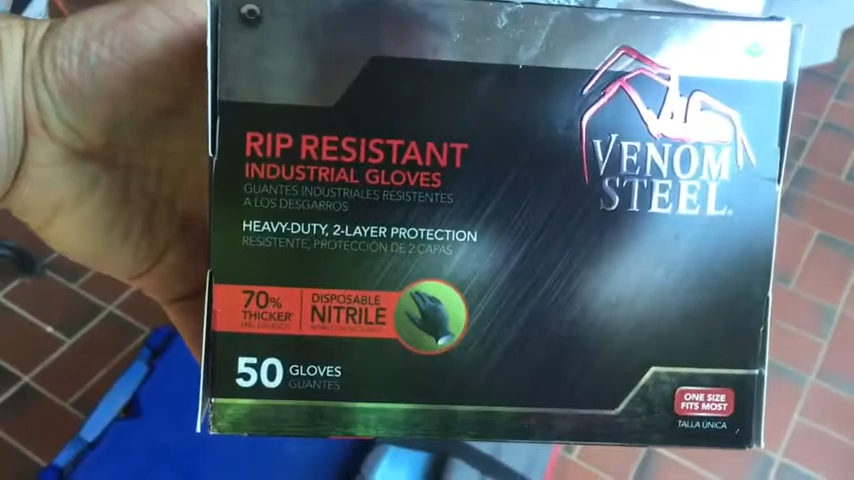 RIP RESISTANT
INDUSTRIAL GLOVES
GUANTES INDUSTRIALES RESISTENTES
A LOS DESGARROS
HEAVY-DUTY, 2-LAYER PROTECTION
RESISTENTE, PROTECCIÓN DE 2 CAPAS
70%
THICKER*
DISPOSABLE
NITRILE
50 GLOVES
GUANTES
VENOM
STEEL®
ONE SIZE
FITS MOST
TALLA ÚNICA